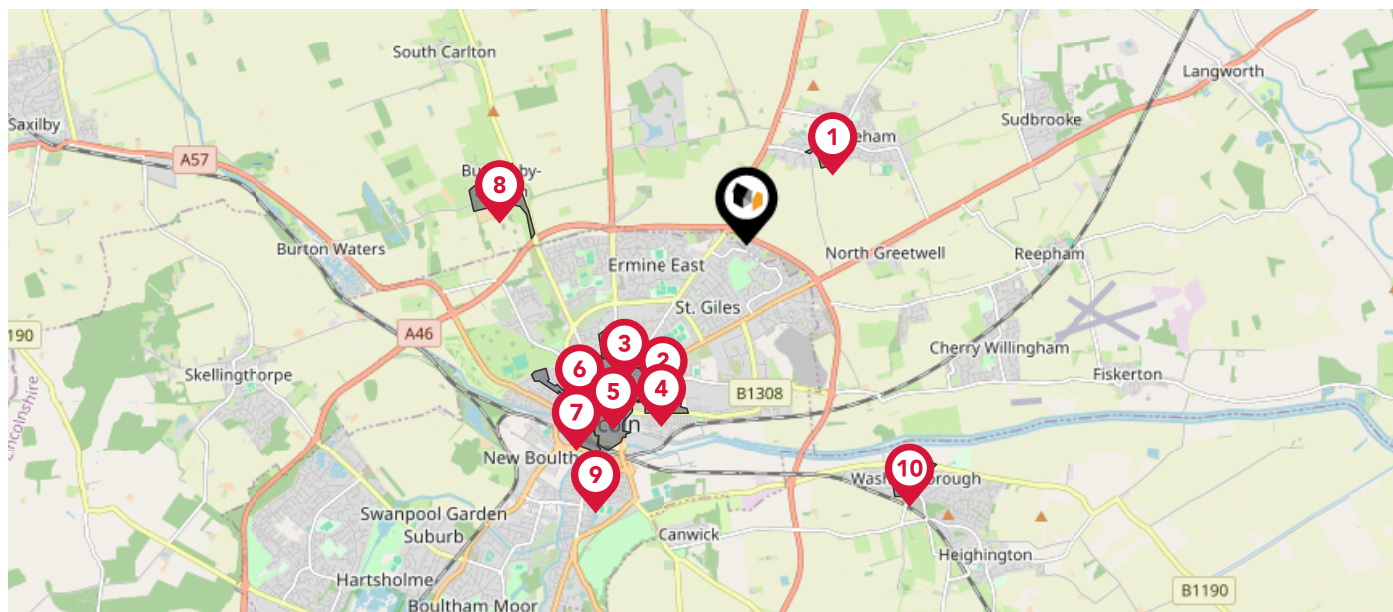 South Carlton
Langworth
Saxilby
Sudbrooke
1
A57
8
Burton Waters
North Greetwell
Reepham
Ermine East
St. Giles
A46
190
3
Cherry Willingham
2
6
Skellingthorpe
Fiskerton
5
4
B1308
7
9
10
Swanpool Garden
Suburb
Canwick
Heighington
Hartsholme
B1190
Boultham Moor